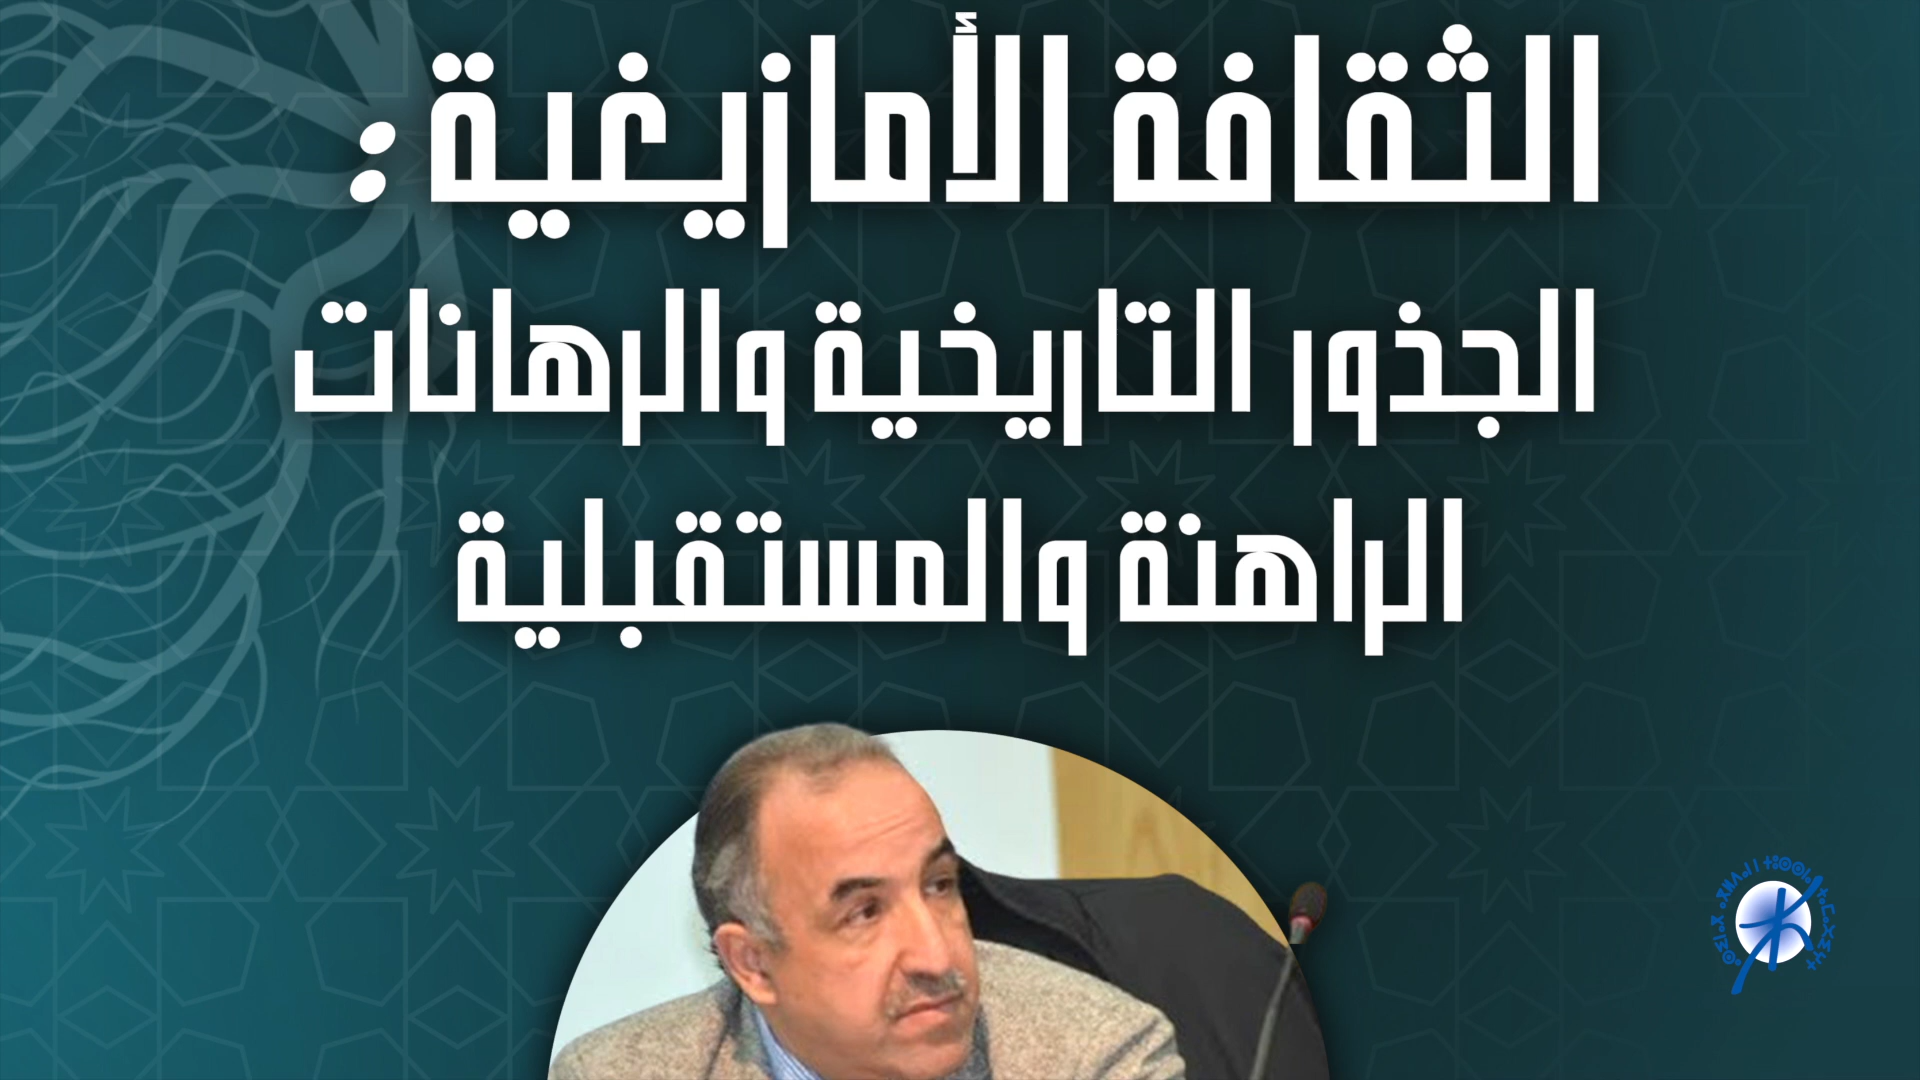 الثقافة الأمازيغية :
الجذور التاريخية والرهانات
الراهنة والمستقبلية